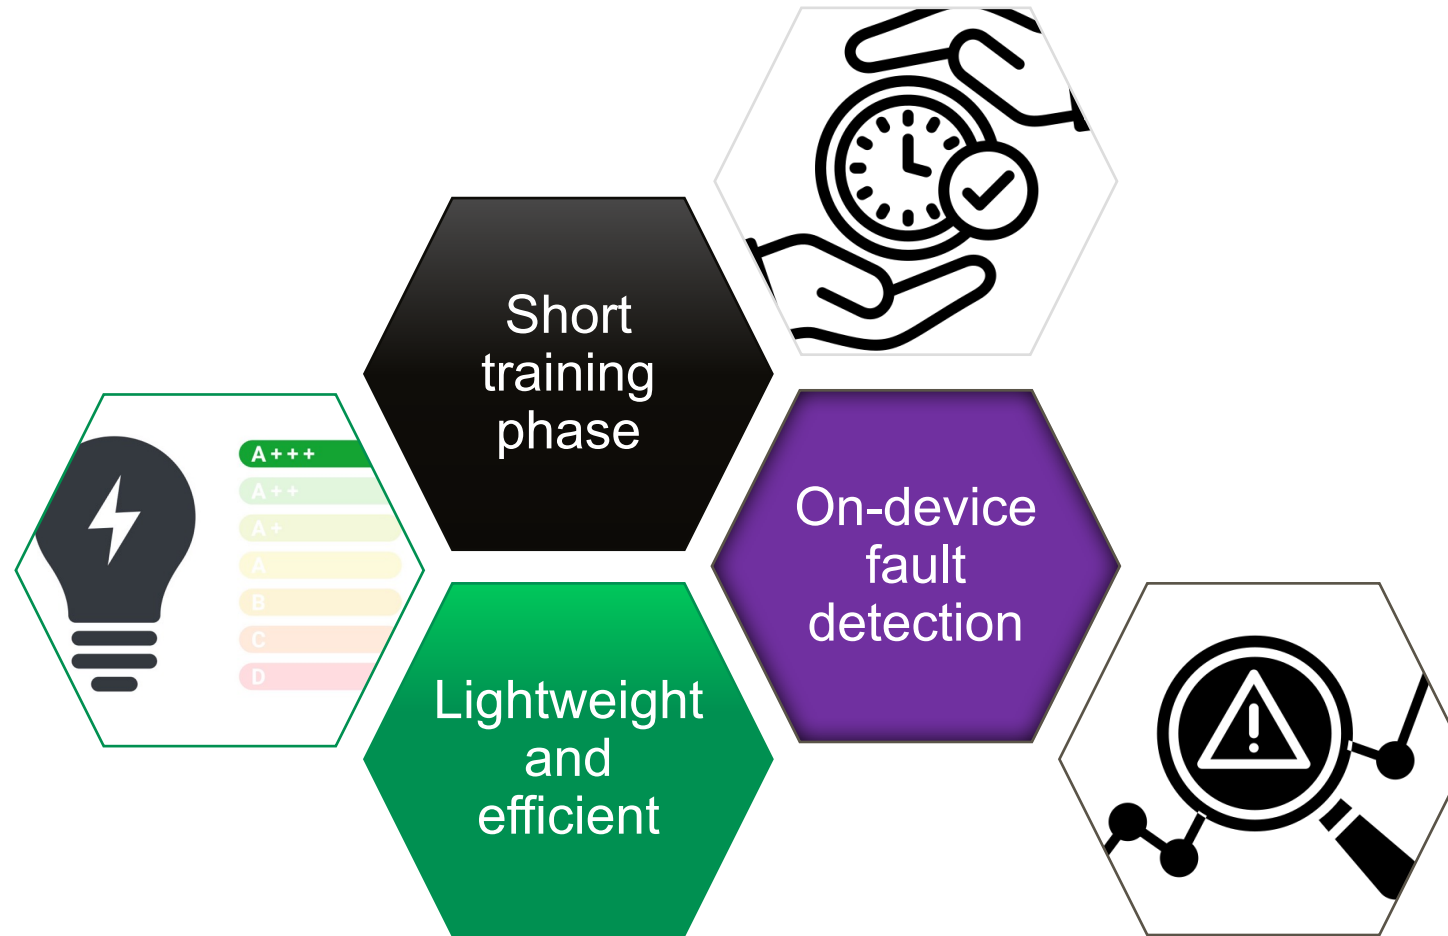 Short
training
phase
A+++
A++
A+
A
B
C
D
On-device
fault
detection
Lightweight
and
efficient